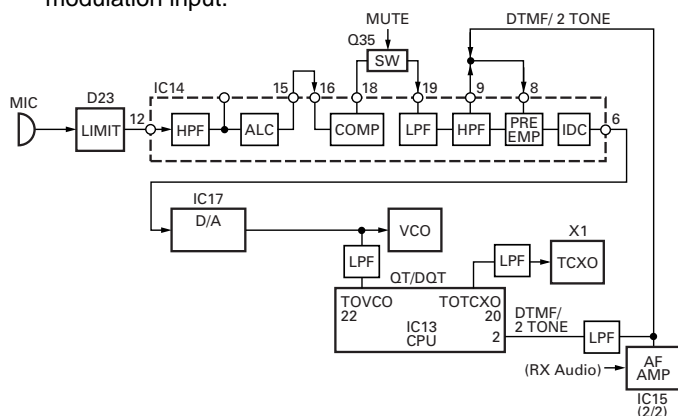 modulation input.
MUTE
DTMF/ 2 TONE
Q35
SW
IC14
15 16 18 19 9 8
MIC
D23
LIMIT
12
HPF
ALC
COMP
LPF
HPF
PRE
EMP
IDC
6
IC17
D/A
VCO
X1
LPF
LPF
TCXO
QT/DQT
TOVCO
22
TOTCXO
20
IC13
CPU
2
DTMF/
2 TONE
LPF
(RX Audio)
AF
AMP
IC15
(2/2)